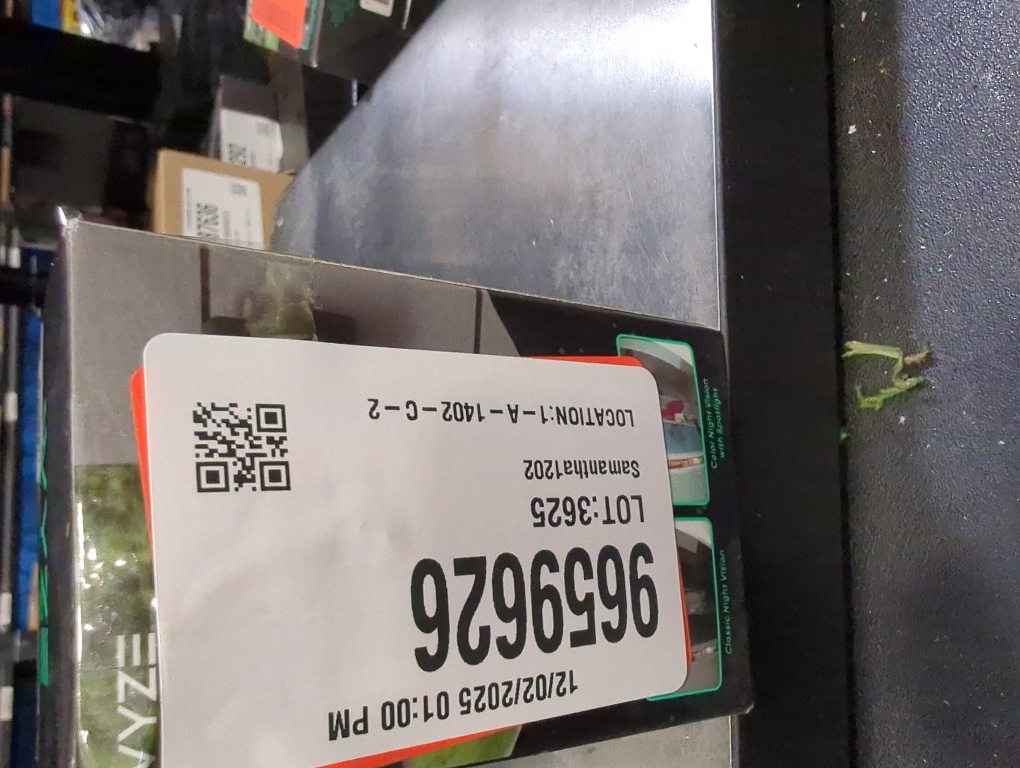 12/02/2025 01:00 PM
9659626
LOT:3625
Samantha1202
LOCATION:1-A-1402-C-2
Color Night Vision
with Spotlight
Classic Night Vision
WYZE